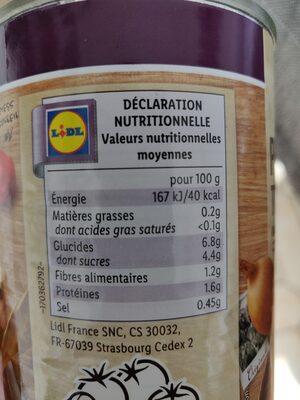 LiDL
DÉCLARATION
NUTRITIONNELLE
Valeurs nutritionnelles
moyennes
pour 100 g
Énergie 167 kJ/40 kcal
Matières grasses 0.2g
dont acides gras saturés <0.1g
Glucides 6.8g
dont sucres 4.4g
Fibres alimentaires 1.2g
Protéines 1.6g
Sel 0.45g
Lidl France SNC, CS 30032,
FR-67039 Strasbourg Cedex 2